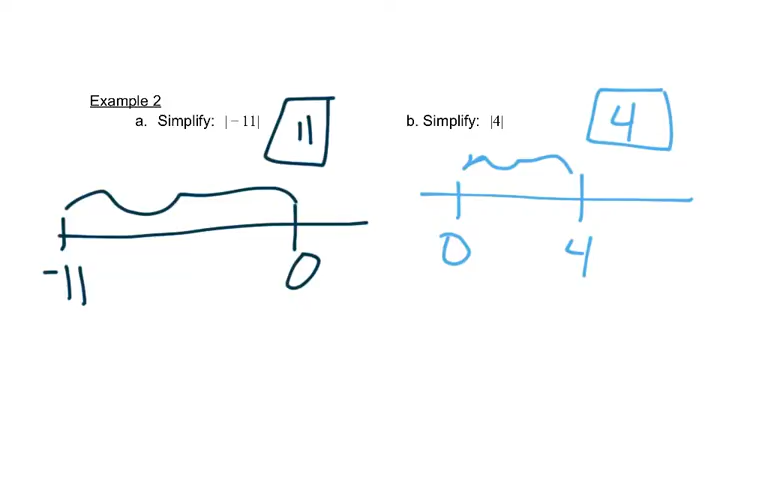 Example 2
a. Simplify: |−11| 11
b. Simplify: |4| 4
-11 0
0 4